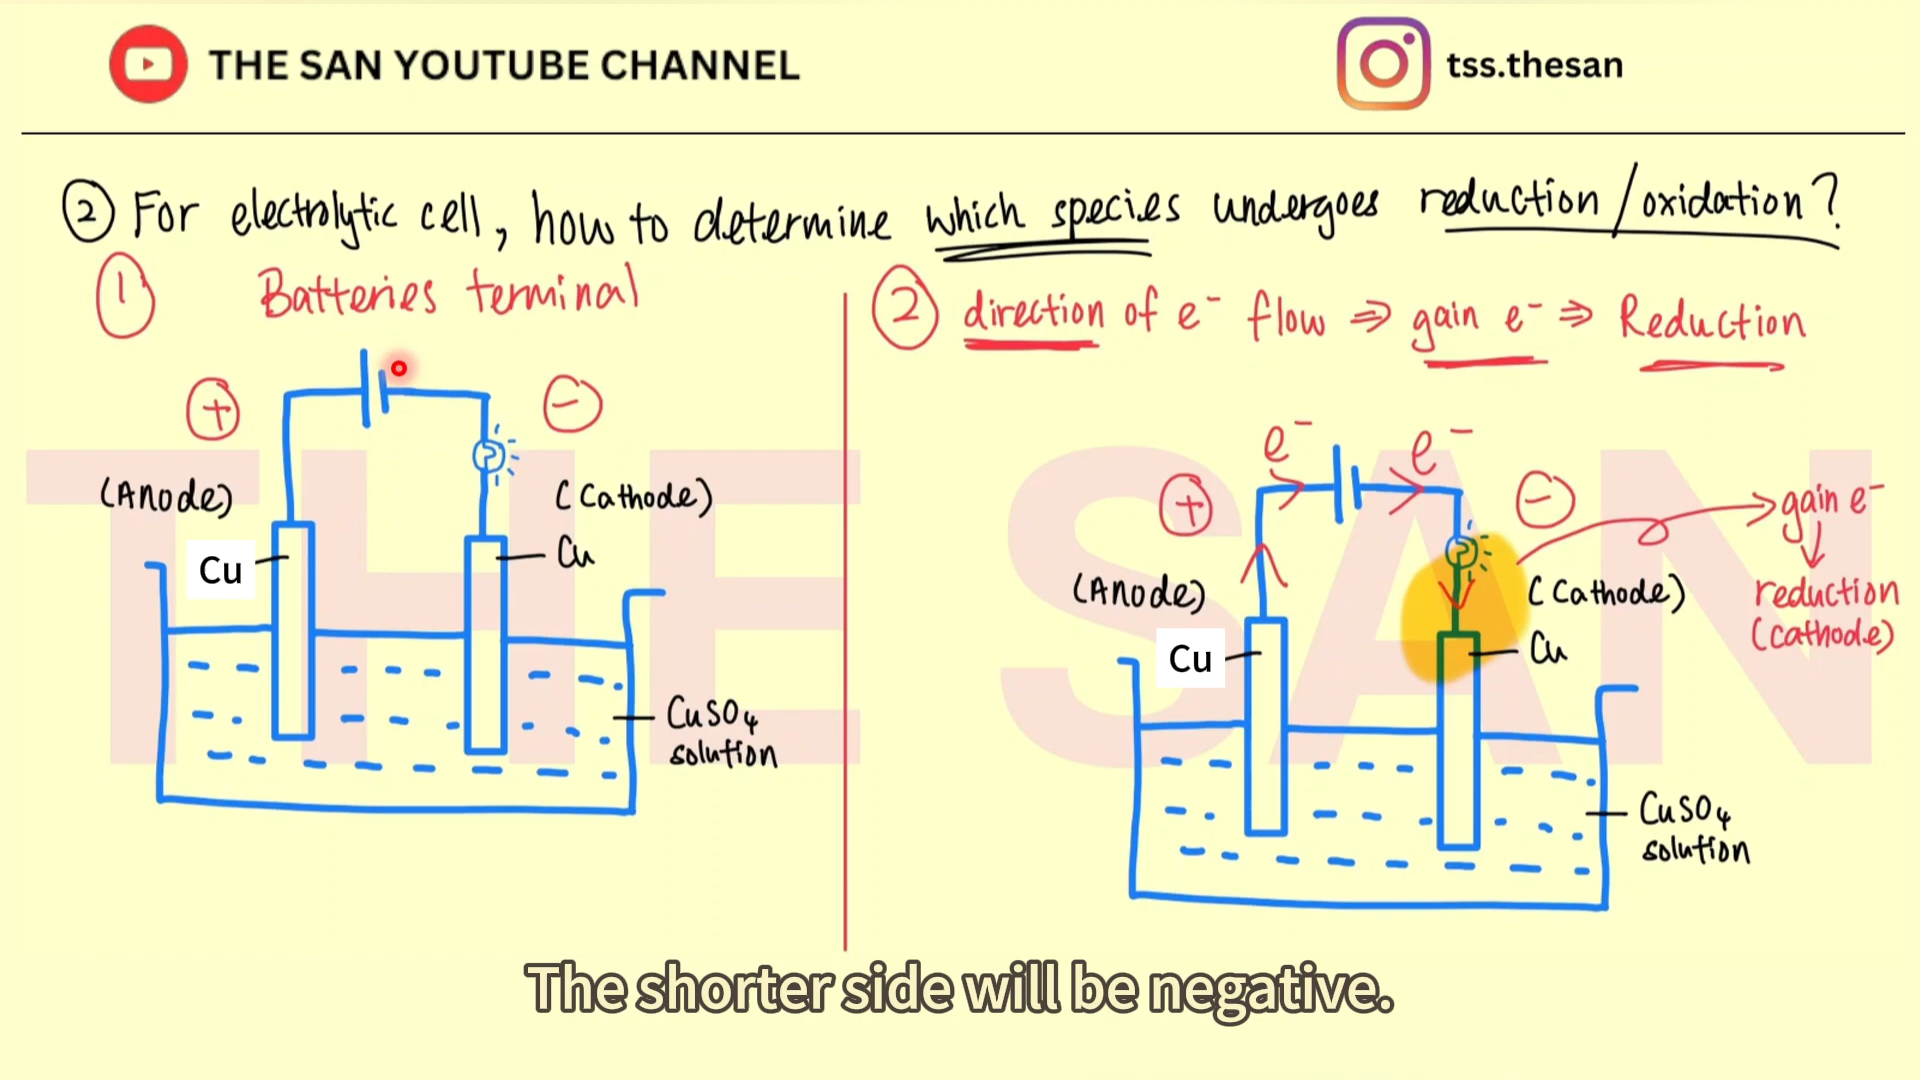 THE SAN YOUTUBE CHANNEL
tss.thesan
② For electrolytic cell, how to determine which species undergoes reduction/oxidation?
① Batteries terminal
+
-
(Anode)
(Cathode)
Cu
Cu
CuSO₄
solution
② direction of e⁻ flow ⇒ gain e⁻ ⇒ Reduction
e⁻
e⁻
+
-
gain e⁻
(Anode)
(Cathode)
reduction
(cathode)
Cu
Cu
CuSO₄
solution
THE SAN
The shorter side will be negative.